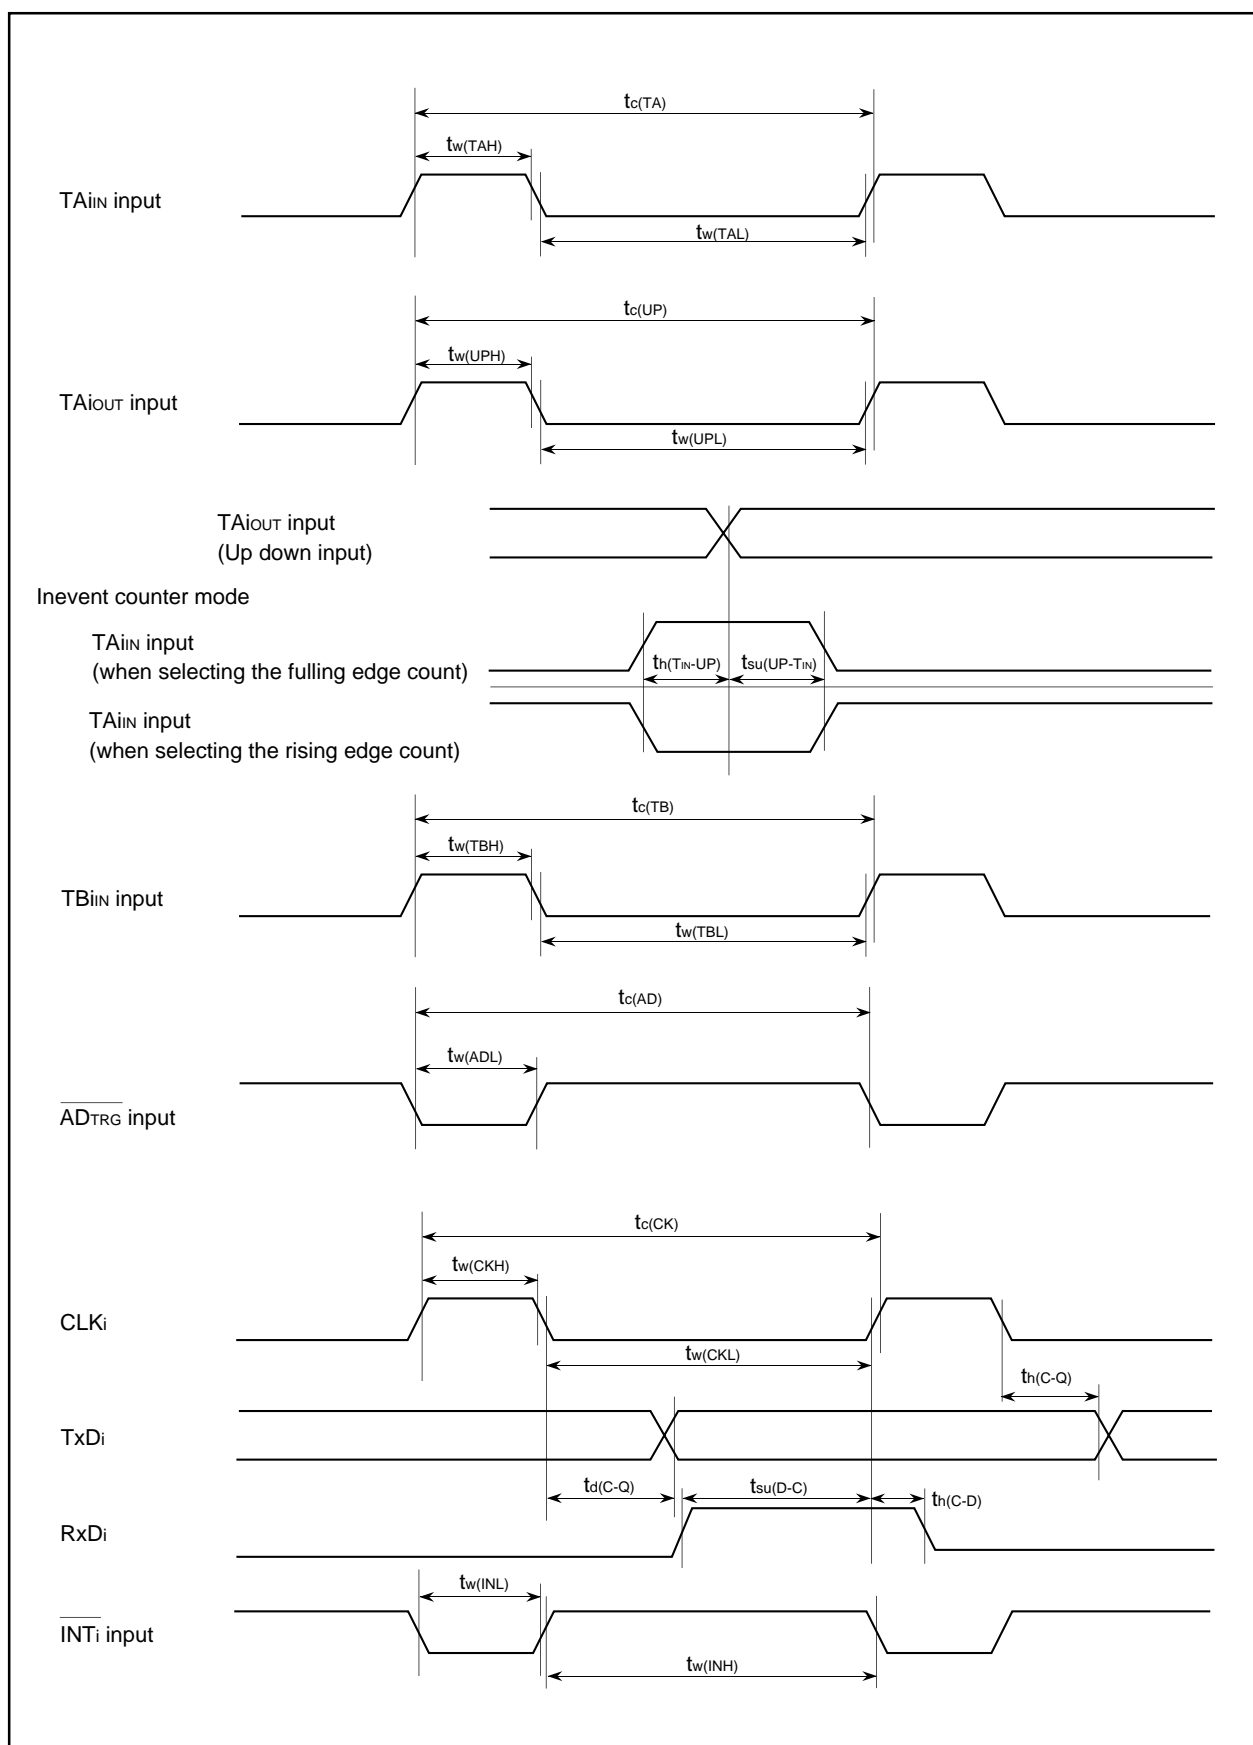 tc(TA)
tw(TAH)
TAiIN input
tw(TAL)
tc(UP)
tw(UPH)
TAiOUT input
tw(UPL)
TAiOUT input
(Up down input)
Inevent counter mode
TAiIN input
(when selecting the fulling edge count)
th(TIN-UP)
tsu(UP-TIN)
TAiIN input
(when selecting the rising edge count)
tc(TB)
tw(TBH)
TBiIN input
tw(TBL)
tc(AD)
tw(ADL)
ADTRG input
tc(CK)
tw(CKH)
CLKi
tw(CKL)
th(C-Q)
TxDi
td(C-Q)
tsu(D-C)
th(C-D)
RxDi
tw(INL)
INTi input
tw(INH)